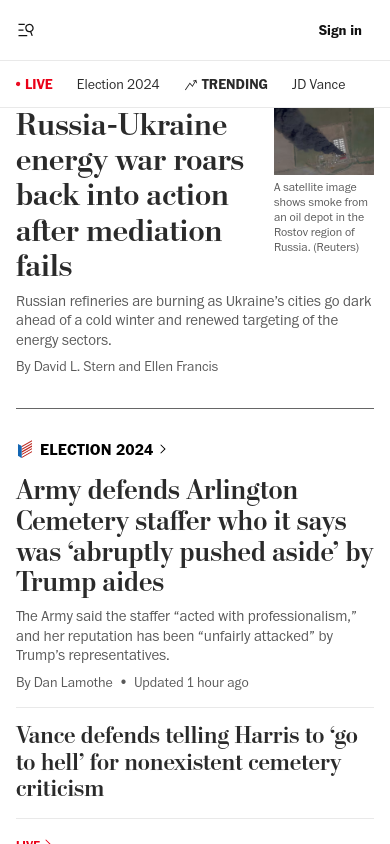 Sign in
LIVE
Election 2024
TRENDING
JD Vance
Russia-Ukraine
energy war roars
back into action
after mediation
fails
A satellite image
shows smoke from
an oil depot in the
Rostov region of
Russia. (Reuters)
Russian refineries are burning as Ukraine’s cities go dark
ahead of a cold winter and renewed targeting of the
energy sectors.
By David L. Stern and Ellen Francis
ELECTION 2024
Army defends Arlington
Cemetery staffer who it says
was ‘abruptly pushed aside’ by
Trump aides
The Army said the staffer “acted with professionalism,”
and her reputation has been “unfairly attacked” by
Trump’s representatives.
By Dan Lamothe • Updated 1 hour ago
Vance defends telling Harris to ‘go
to hell’ for nonexistent cemetery
criticism
LIVE